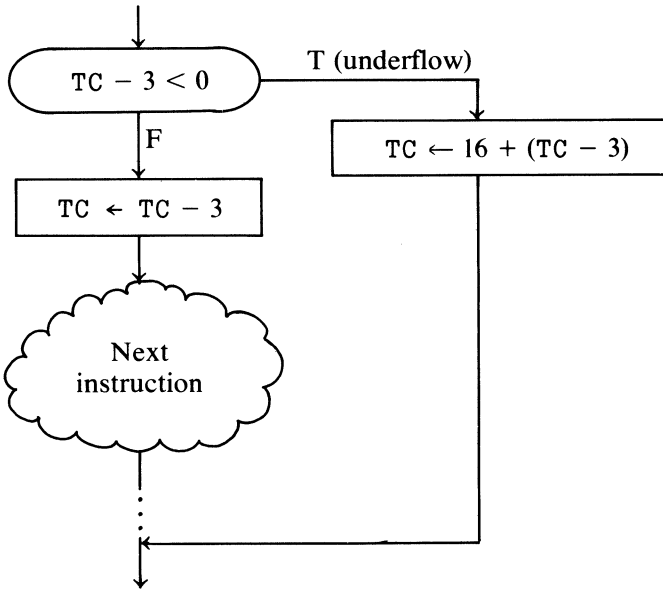 TC − 3 < 0
T (underflow)
F
TC ← 16 + (TC − 3)
TC ← TC − 3
Next
instruction